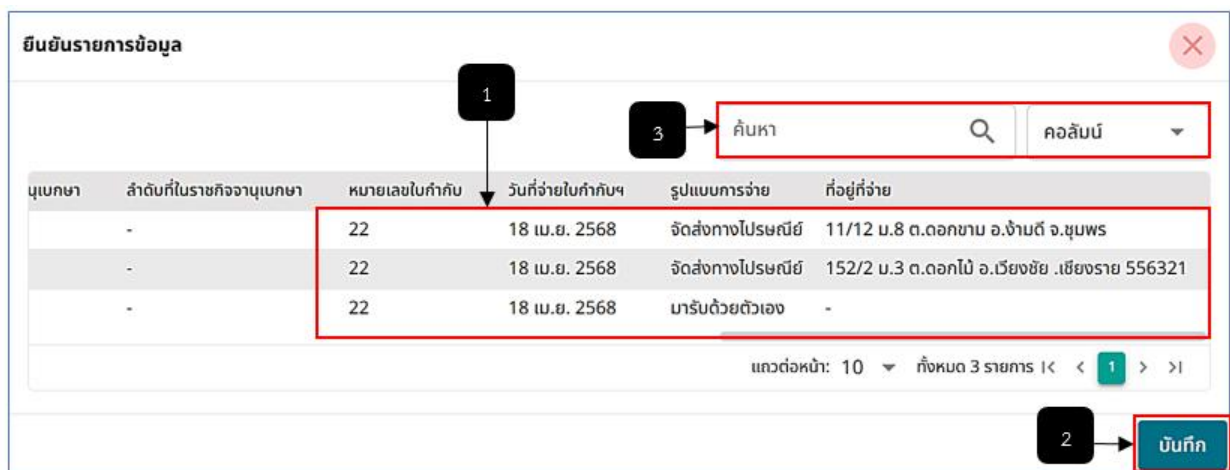 ยืนยันรายการข้อมูล
1
3
ค้นหา
คอลัมน์
นุเบกษา ลำดับที่ในราชกิจจานุเบกษา หมายเลขใบกำกับ วันที่จ่ายใบกำกับฯ รูปแบบการจ่าย ที่อยู่ที่จ่าย
- 22 18 เม.ย. 2568 จัดส่งทางไปรษณีย์ 11/12 ม.8 ต.ดอกขาม อ.ง้ามดี จ.ชุมพร
- 22 18 เม.ย. 2568 จัดส่งทางไปรษณีย์ 152/2 ม.3 ต.ดอกไม้ อ.เวียงชัย .เชียงราย 556321
- 22 18 เม.ย. 2568 มารับด้วยตัวเอง -
แถวต่อหน้า: 10 ทั้งหมด 3 รายการ |< < 1 > >|
2
บันทึก